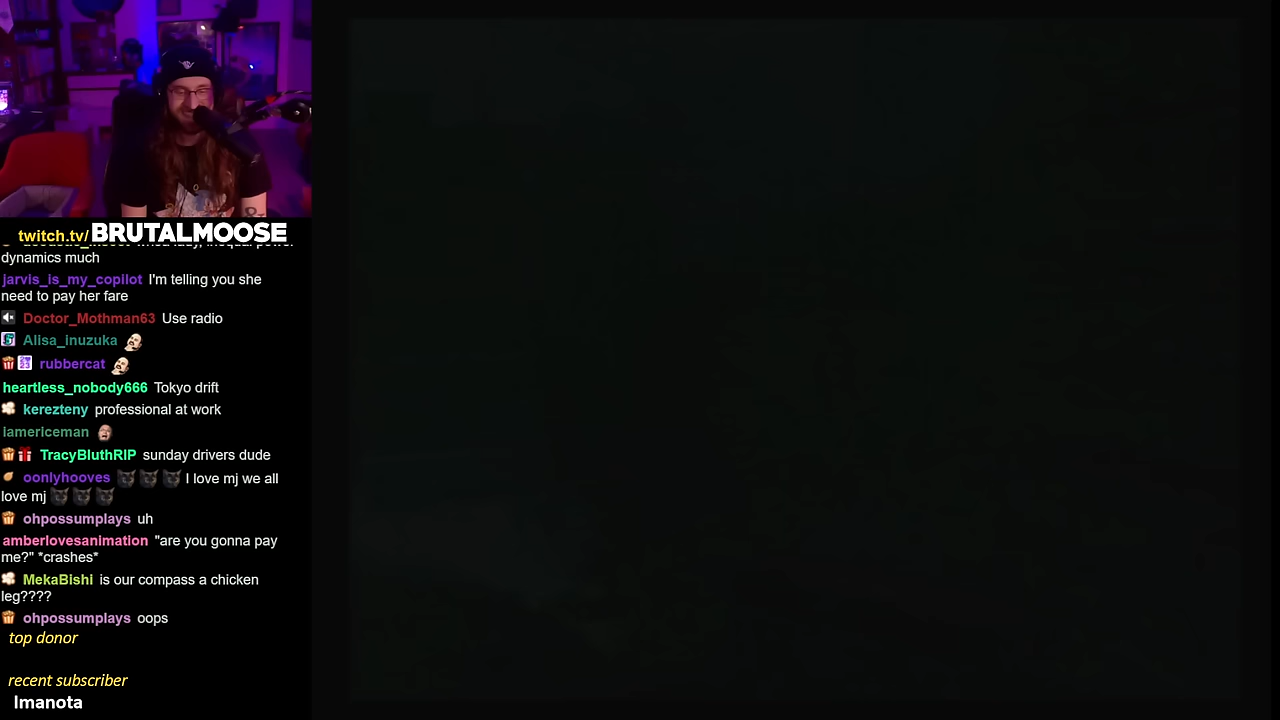 twitch.tv/BRUTALMOOSE
dynamics much
jarvis_is_my_copilot I'm telling you she
need to pay her fare
Doctor_Mothman63 Use radio
Alisa_inuzuka
rubbercat
heartless_nobody666 Tokyo drift
kerezteny professional at work
iamericeman
TracyBluthRIP sunday drivers dude
oonlyhooves I love mj we all
love mj
ohpossumplays uh
amberlovesanimation "are you gonna pay
me?" *crashes*
MekaBishi is our compass a chicken
leg????
ohpossumplays oops
top donor
recent subscriber
Imanota